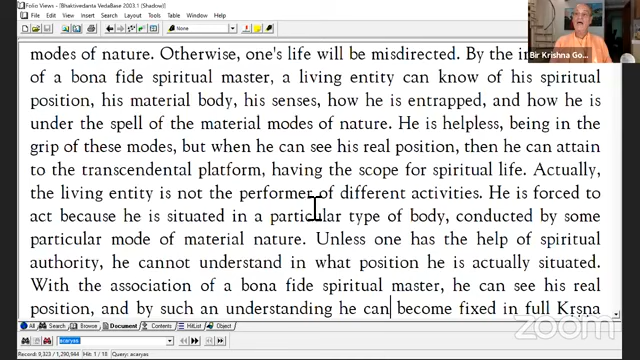 Folio Views - [Bhaktivedanta VedaBase 2003.1 (Shadow)]
File Edit View Search
Help
None
Bir Krishna Go...
modes of nature. Otherwise, one's life will be misdirected. By the in
of a bona fide spiritual master, a living entity can know of his spiritual
position, his material body, his senses, how he is entrapped, and how he is
under the spell of the material modes of nature. He is helpless, being in the
grip of these modes, but when he can see his real position, then he can attain
to the transcendental platform, having the scope for spiritual life. Actually,
the living entity is not the performer of different activities. He is forced to
act because he is situated in a particular type of body, conducted by some
particular mode of material nature. Unless one has the help of spiritual
authority, he cannot understand in what position he is actually situated.
With the association of a bona fide spiritual master, he can see his real
position, and by such an understanding he can become fixed in full Kṛṣṇa
All Search Browse Document Contents HitList Object
acaryas
zoom
Record: 9,323 / 1,290,944 Hit: 1 / 18 Query: acaryas